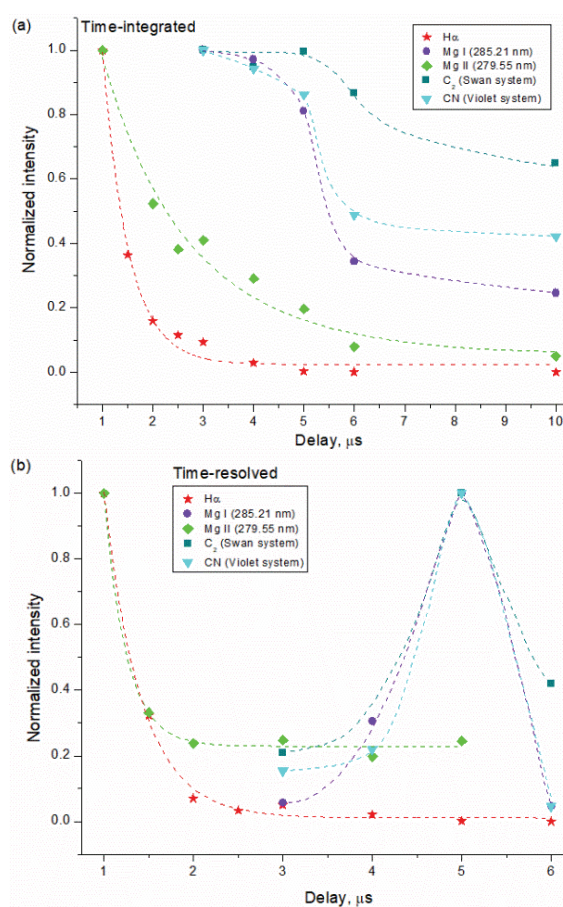 (a)
Time-integrated
Hα
Mg I (285.21 nm)
Mg II (279.55 nm)
C₂ (Swan system)
CN (Violet system)
1.0
0.8
0.6
0.4
0.2
0.0
Normalized intensity
1 2 3 4 5 6 7 8 9 10
Delay, μs
(b)
Time-resolved
Hα
Mg I (285.21 nm)
Mg II (279.55 nm)
C₂ (Swan system)
CN (Violet system)
1.0
0.8
0.6
0.4
0.2
0.0
Normalized intensity
1 2 3 4 5 6
Delay, μs